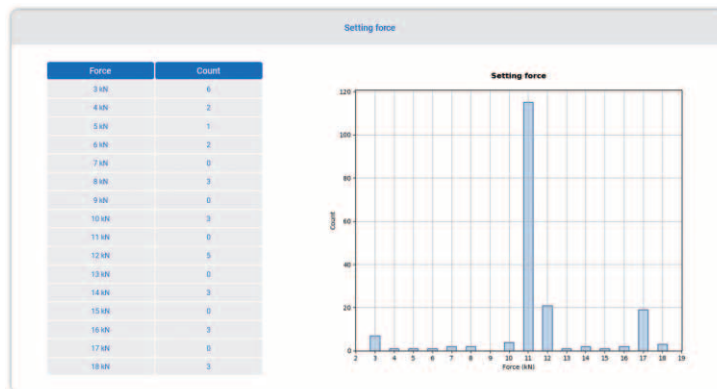 Setting force
Force Count
3 kN 6
4 kN 2
5 kN 1
6 kN 2
7 kN 0
8 kN 3
9 kN 0
10 kN 3
11 kN 0
12 kN 5
13 kN 0
14 kN 3
15 kN 0
16 kN 3
17 kN 0
18 kN 3
Setting force
120
100
80
60
40
20
0
Count
2 3 4 5 6 7 8 9 10 11 12 13 14 15 16 17 18 19
Force (kN)